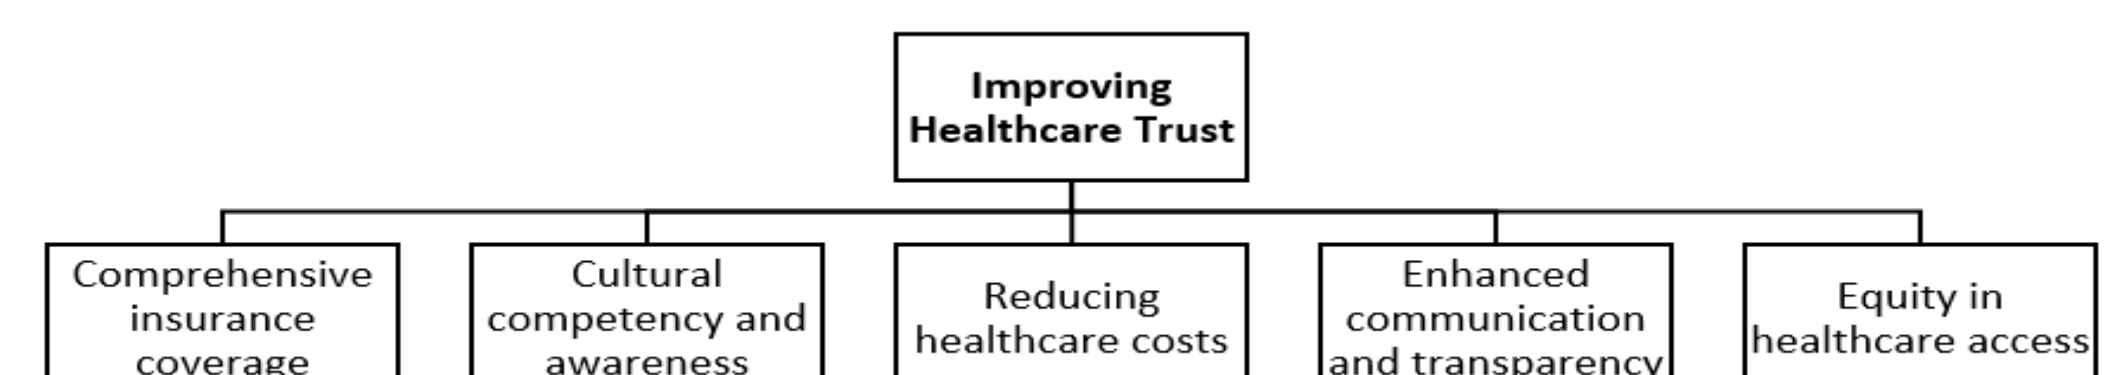 Improving
Healthcare Trust
Comprehensive
insurance
coverage
Cultural
competency and
awareness
Reducing
healthcare costs
Enhanced
communication
and transparency
Equity in
healthcare access